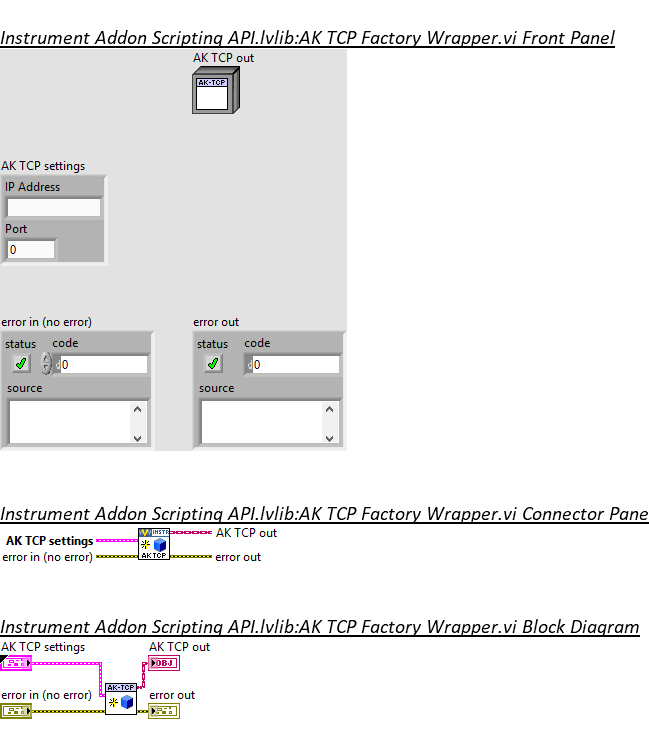 Instrument Addon Scripting API.lvlib:AK TCP Factory Wrapper.vi Front Panel
AK TCP out
AK-TCP
AK TCP settings
IP Address
Port
0
error in (no error)
error out
status code
status code
d0
d0
source
source
Instrument Addon Scripting API.lvlib:AK TCP Factory Wrapper.vi Connector Pane
INSTR
AK TCP out
AK TCP settings
error in (no error)
AK TCP
error out
Instrument Addon Scripting API.lvlib:AK TCP Factory Wrapper.vi Block Diagram
AK TCP settings
AK TCP out
OBJ
AK-TCP
error in (no error)
error out